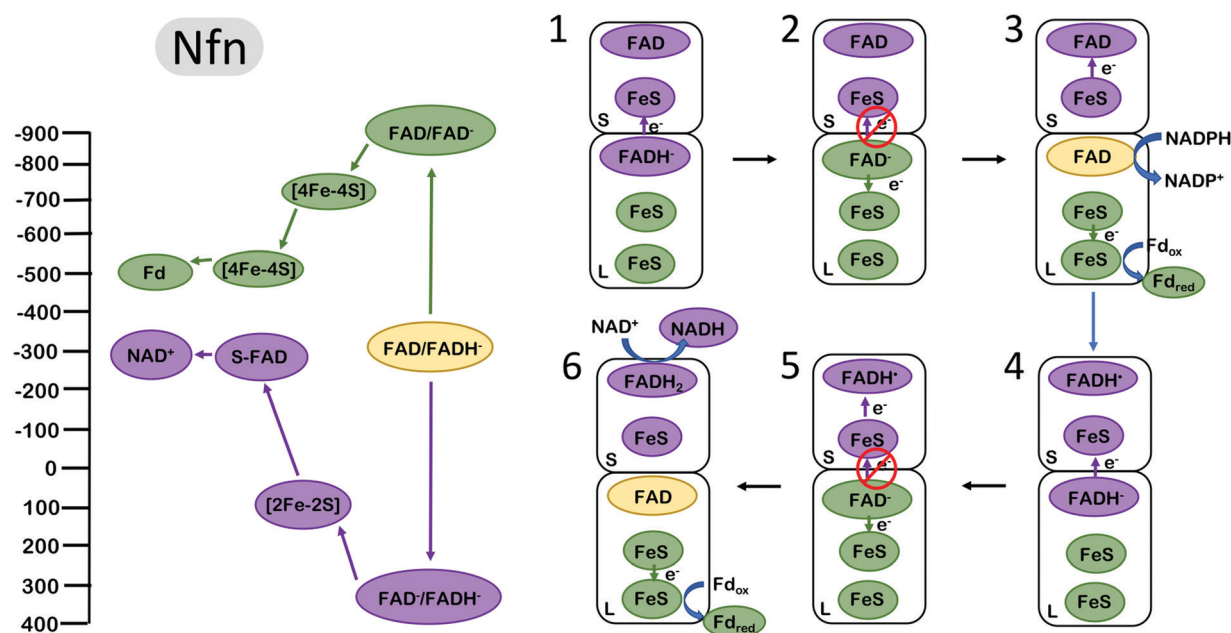 Nfn
-900
-800
-700
-600
-500
-400
-300
-200
-100
0
100
200
300
400
FAD/FAD-
[4Fe-4S]
[4Fe-4S]
Fd
FAD/FADH-
NAD+
S-FAD
[2Fe-2S]
FAD-/FADH-
1
FAD
FeS
S
e-
FADH-
FeS
FeS
L
2
FAD
FeS
S
e-
FAD-
e-
FeS
FeS
L
3
FAD
e-
FeS
S
FAD
NADPH
NADP+
FeS
e-
FeS
L
Fdox
Fdred
4
FADH•
FeS
S
e-
FADH-
FeS
FeS
L
5
FADH•
e-
FeS
S
e-
FAD-
e-
FeS
FeS
L
6
NAD+
NADH
FADH2
FeS
S
FAD
FeS
e-
FeS
L
Fdox
Fdred